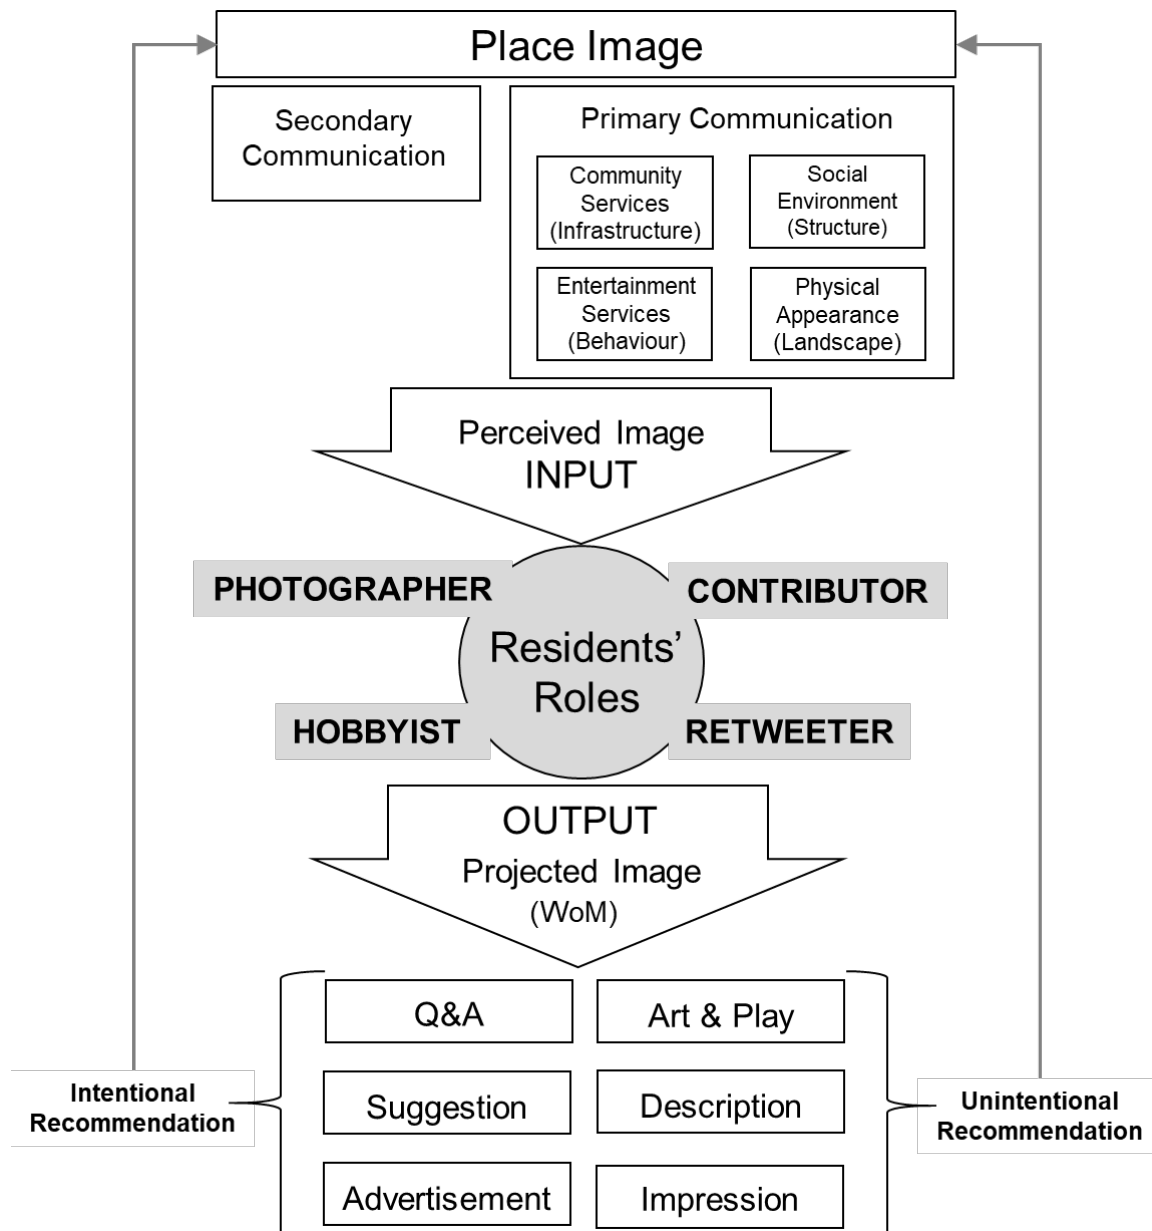 Place Image
Secondary
Communication
Primary Communication
Community
Services
(Infrastructure)
Social
Environment
(Structure)
Entertainment
Services
(Behaviour)
Physical
Appearance
(Landscape)
Perceived Image
INPUT
PHOTOGRAPHER
CONTRIBUTOR
Residents’
Roles
HOBBYIST
RETWEETER
OUTPUT
Projected Image
(WoM)
Q&A
Art & Play
Intentional
Recommendation
Suggestion
Description
Unintentional
Recommendation
Advertisement
Impression